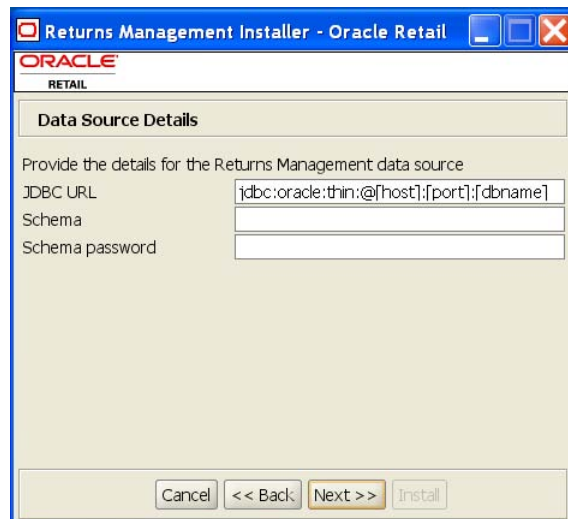 Returns Management Installer - Oracle Retail
ORACLE'
RETAIL
Data Source Details
Provide the details for the Returns Management data source
JDBC URL jdbc:oracle:thin:@[host]:[port]:[dbname]
Schema
Schema password
Cancel << Back Next >> Install